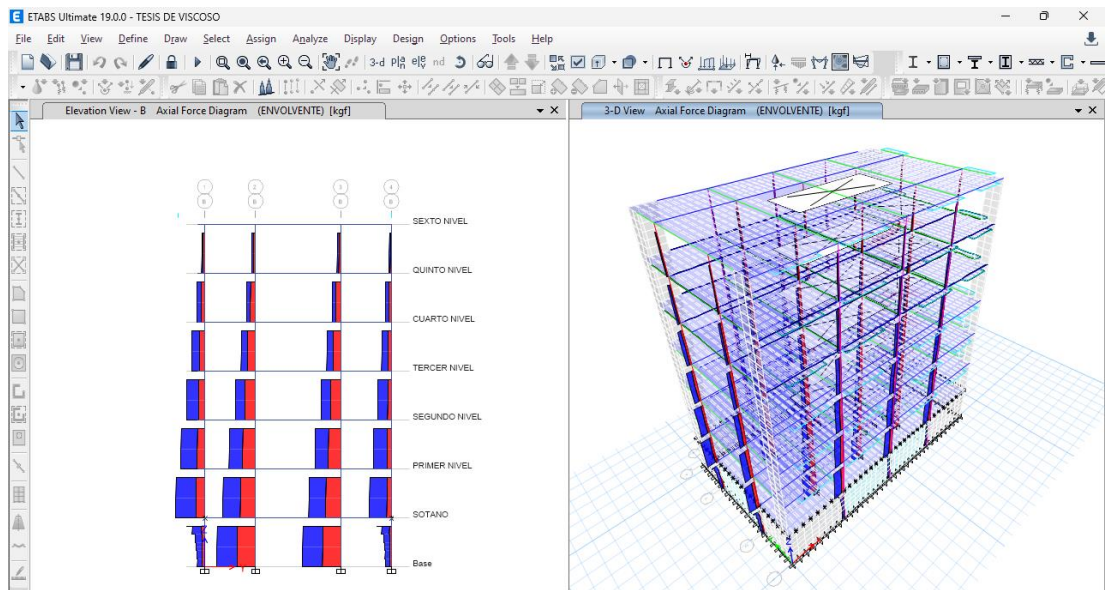 ETABS Ultimate 19.0.0 - TESIS DE VISCOSO
File Edit View Define Draw Select Assign Analyze Display Design Options Tools Help
3-d nd
Elevation View - B Axial Force Diagram (ENVOLVENTE) [kgf]
3-D View Axial Force Diagram (ENVOLVENTE) [kgf]
1 2 3 4
B B B B
SEXTO NIVEL
QUINTO NIVEL
CUARTO NIVEL
TERCER NIVEL
SEGUNDO NIVEL
PRIMER NIVEL
SOTANO
Base
Z